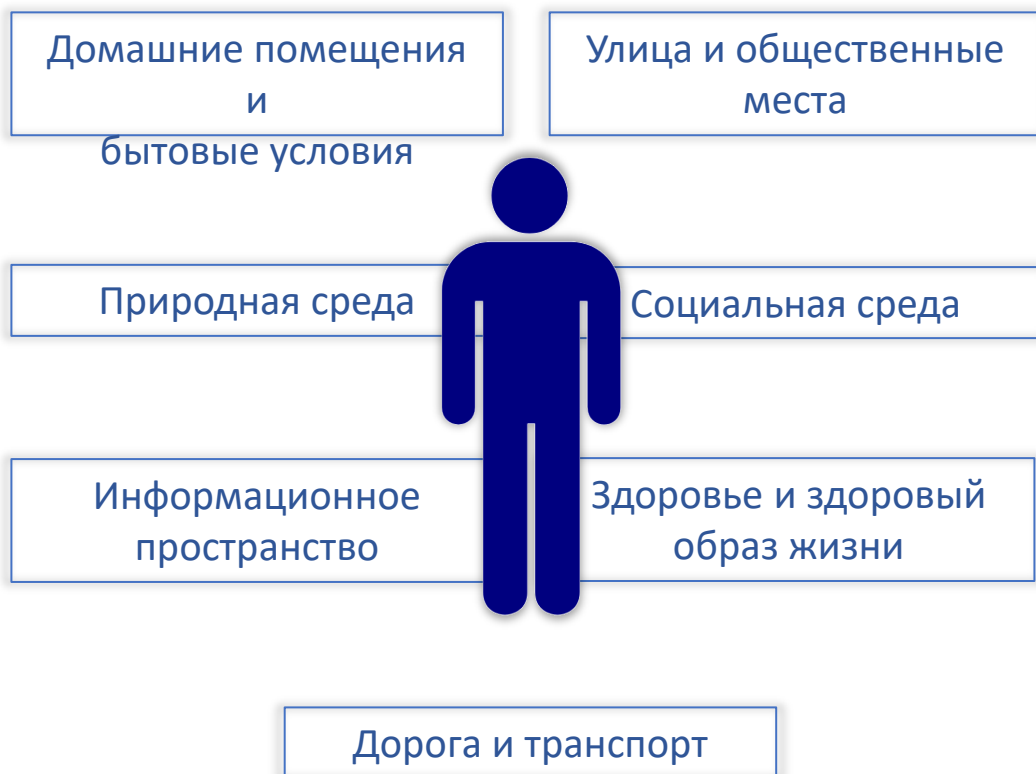 Домашние помещения
и
бытовые условия
Улица и общественные
места
Природная среда
Социальная среда
Информационное
пространство
Здоровье и здоровый
образ жизни
Дорога и транспорт